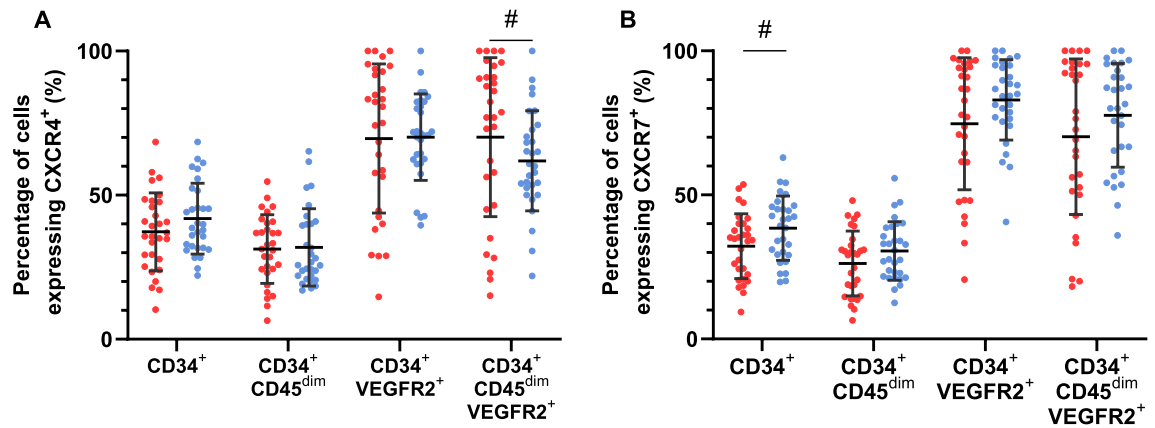 A
#
Percentage of cells
expressing CXCR4⁺ (%)
100
50
0
CD34⁺
CD34⁺
CD45ᵈⁱᵐ
CD34⁺
VEGFR2⁺
CD34⁺
CD45ᵈⁱᵐ
VEGFR2⁺
B
#
Percentage of cells
expressing CXCR7⁺ (%)
100
50
0
CD34⁺
CD34⁺
CD45ᵈⁱᵐ
CD34⁺
VEGFR2⁺
CD34⁺
CD45ᵈⁱᵐ
VEGFR2⁺